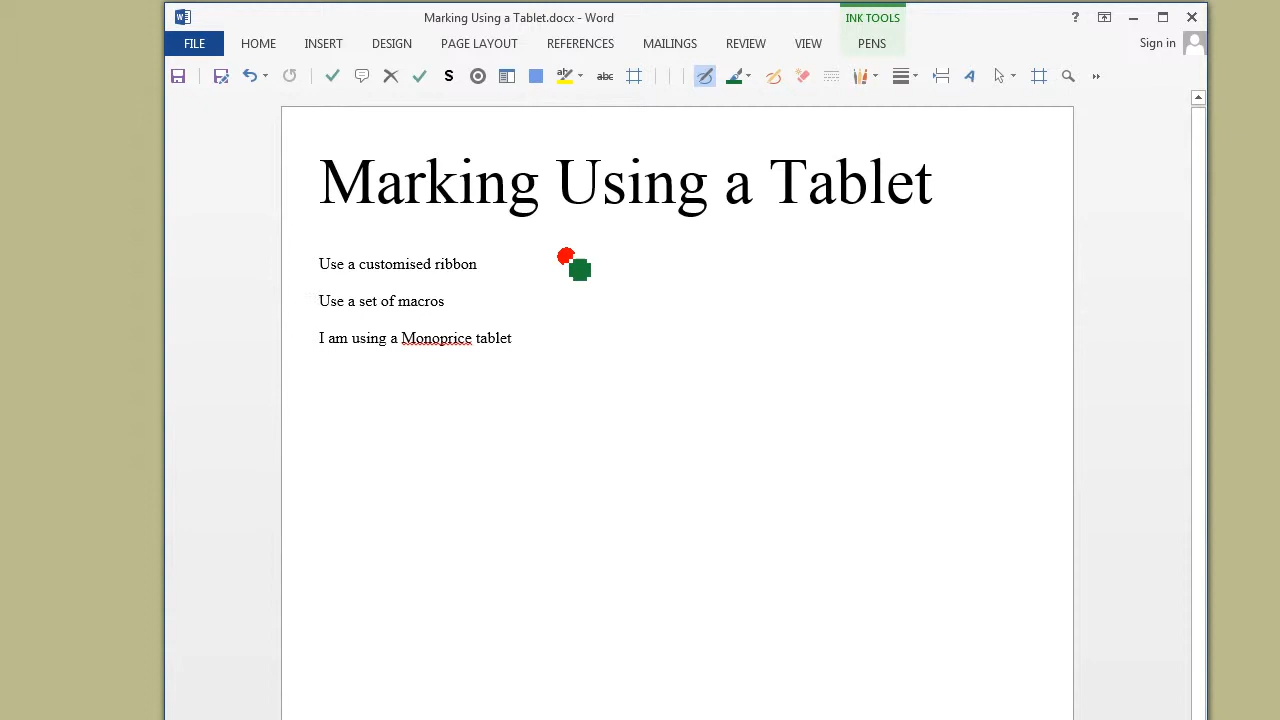 Marking Using a Tablet.docx - Word
INK TOOLS
FILE HOME INSERT DESIGN PAGE LAYOUT REFERENCES MAILINGS REVIEW VIEW PENS Sign in
Marking Using a Tablet
Use a customised ribbon
Use a set of macros
I am using a Monoprice tablet